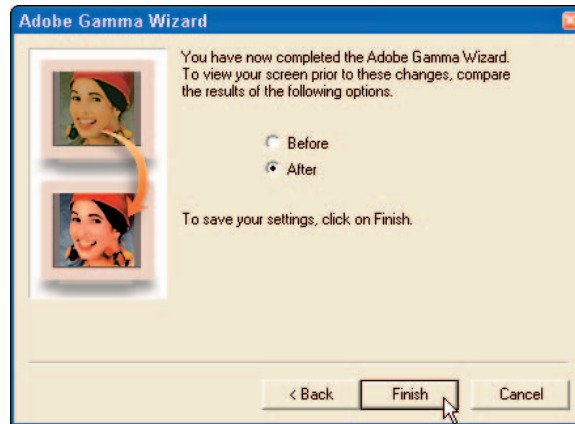 Adobe Gamma Wizard
You have now completed the Adobe Gamma Wizard.
To view your screen prior to these changes, compare
the results of the following options.
Before
After
To save your settings, click on Finish.
< Back
Finish
Cancel